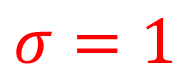 σ = 1